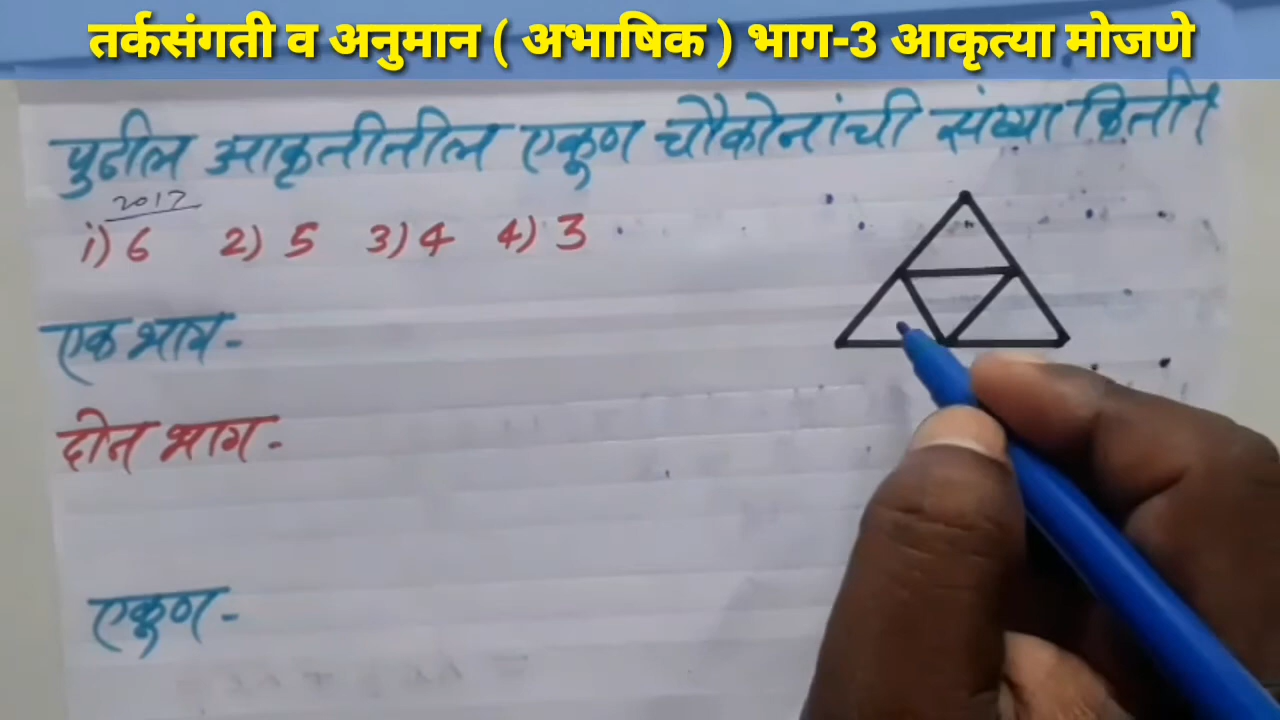 तर्कसंगती व अनुमान ( अभाषिक ) भाग-3 आकृत्या मोजणे
पुढील आकृतीतील एकूण चौकोनांची संख्या किती।
2017
1) 6 2) 5 3) 4 4) 3
एक भाग -
दोन भाग -
एकूण -